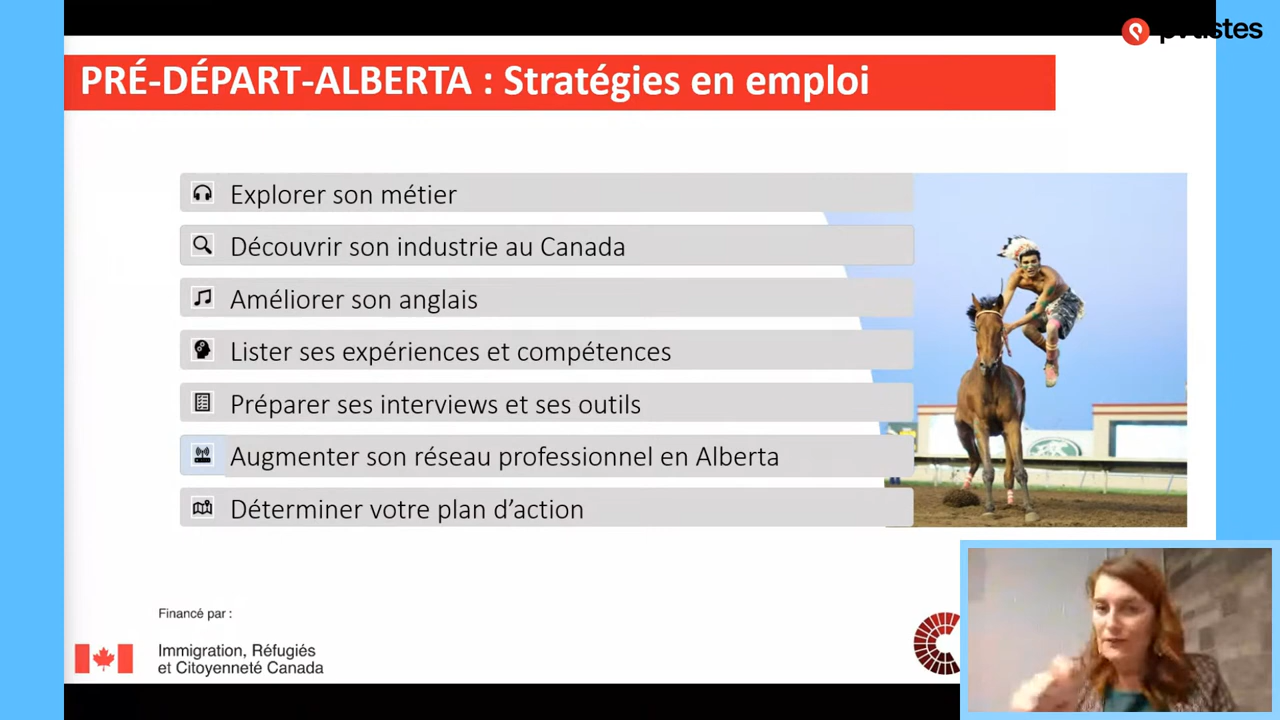 pvtistes
PRÉ-DÉPART-ALBERTA : Stratégies en emploi
Explorer son métier
Découvrir son industrie au Canada
Améliorer son anglais
Lister ses expériences et compétences
Préparer ses interviews et ses outils
Augmenter son réseau professionnel en Alberta
Déterminer votre plan d’action
Financé par :
Immigration, Réfugiés
et Citoyenneté Canada